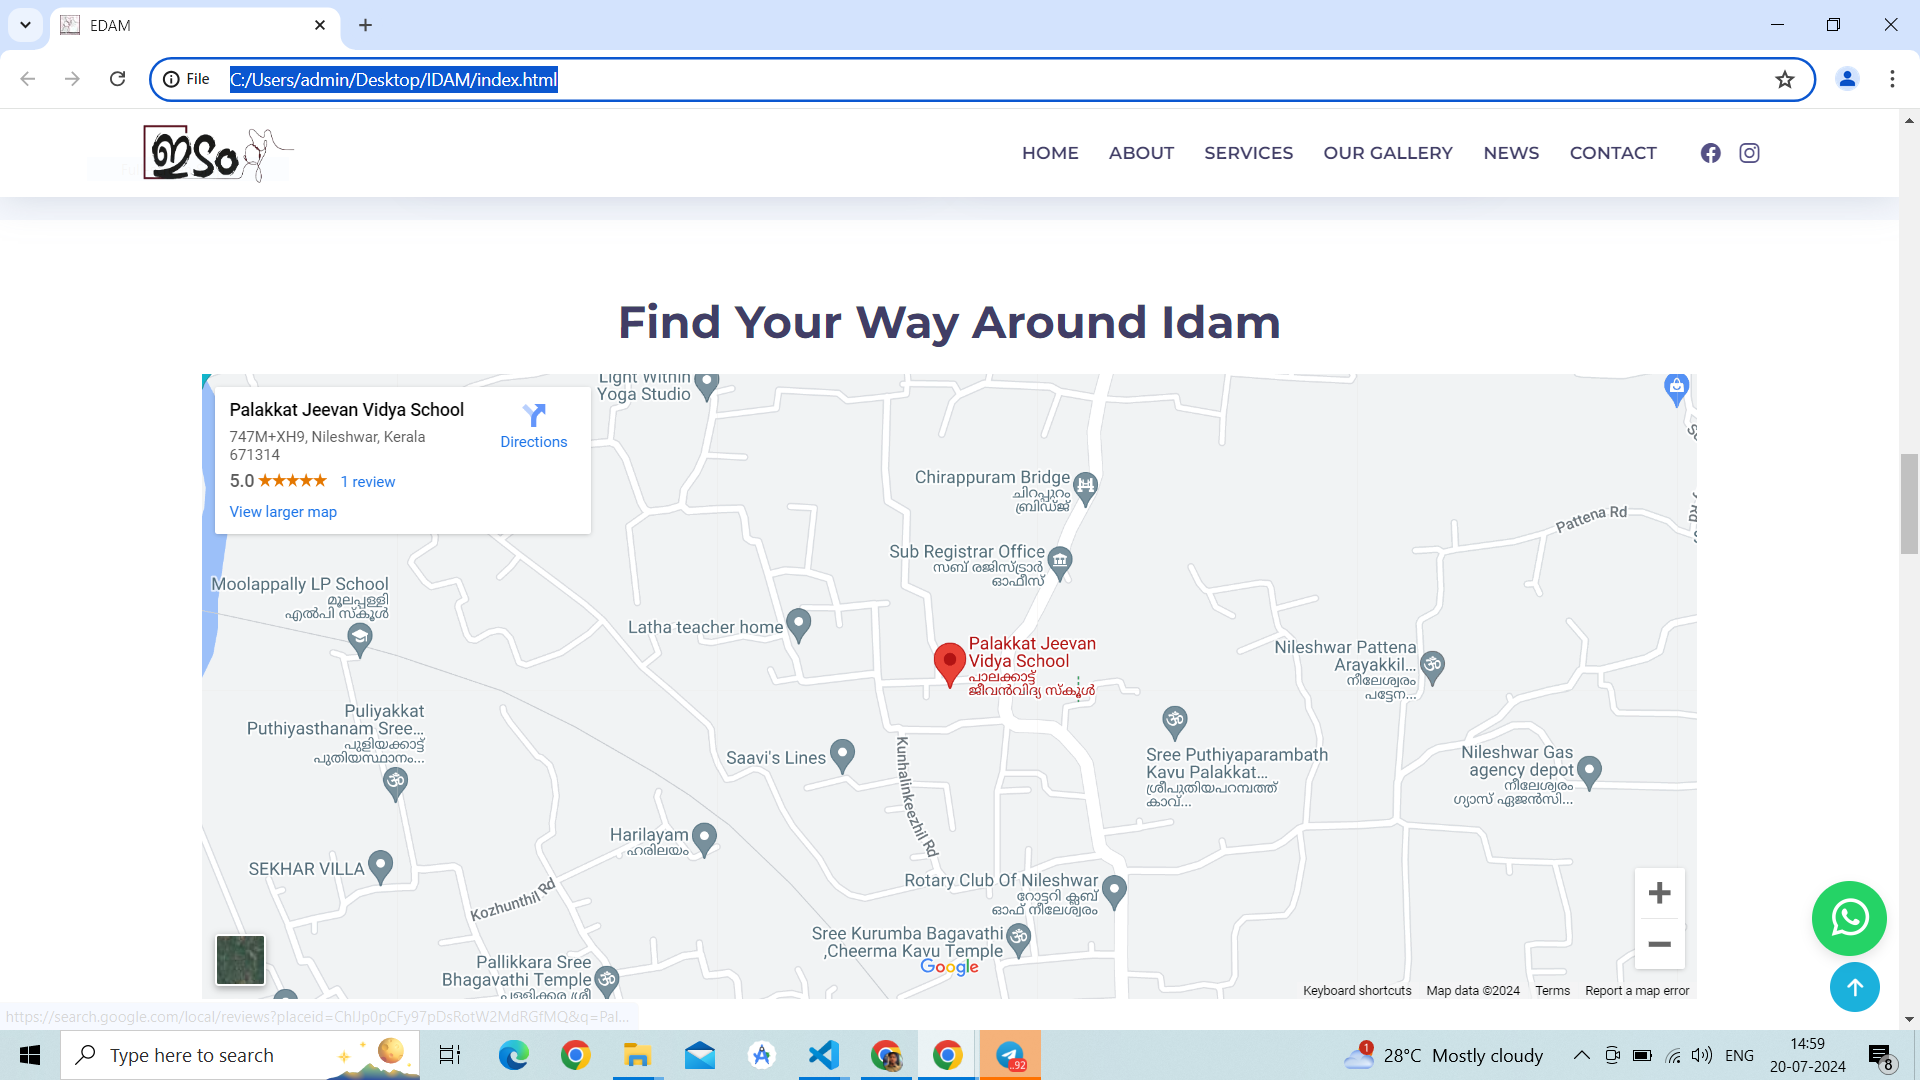 EDAM
File
C:/Users/admin/Desktop/IDAM/index.html
ഇടം
HOME
ABOUT
SERVICES
OUR GALLERY
NEWS
CONTACT
Find Your Way Around Idam
Palakkat Jeevan Vidya School
747M+XH9, Nileshwar, Kerala
671314
Directions
5.0
1 review
View larger map
Light Within
Yoga Studio
Chirappuram Bridge
ചിറപ്പുറം
ബ്രിഡ്ജ്
Pattena Rd
Sub Registrar Office
സബ് രജിസ്ട്രാർ
ഓഫീസ്
Moolappally LP School
മൂലപ്പള്ളി
എൽപി സ്കൂൾ
Latha teacher home
Palakkat Jeevan
Vidya School
പാലക്കാട്ട്
ജീവൻവിദ്യ സ്കൂൾ
Nileshwar Pattena
Arayakkil...
നീലേശ്വരം
പട്ടേന...
Puliyakkat
Puthiyasthanam Sree...
പുളിയക്കാട്ട്
പുതിയസ്ഥാനം...
Saavi's Lines
Kunhalinkeezhil Rd
Sree Puthiyaparambath
Kavu Palakkat...
ശ്രീപുതിയപറമ്പത്ത്
കാവ്...
Nileshwar Gas
agency depot
നീലേശ്വരം
ഗ്യാസ് ഏജൻസി...
Harilayam
ഹരിലയം
SEKHAR VILLA
Kozhunthil Rd
Rotary Club Of Nileshwar
റോട്ടറി ക്ലബ്
ഓഫ് നീലേശ്വരം
Sree Kurumba Bagavathi
,Cheerma Kavu Temple
Google
Pallikkara Sree
Bhagavathi Temple
പള്ളിക്കര ശ്രീ
Keyboard shortcuts
Map data ©2024
Terms
Report a map error
https://search.google.com/local/reviews?placeid=ChIJp0pCFy97pDsRotW2MdRGfMQ&q=Pal...
Type here to search
..92
1
28°C Mostly cloudy
ENG
14:59
20-07-2024
8